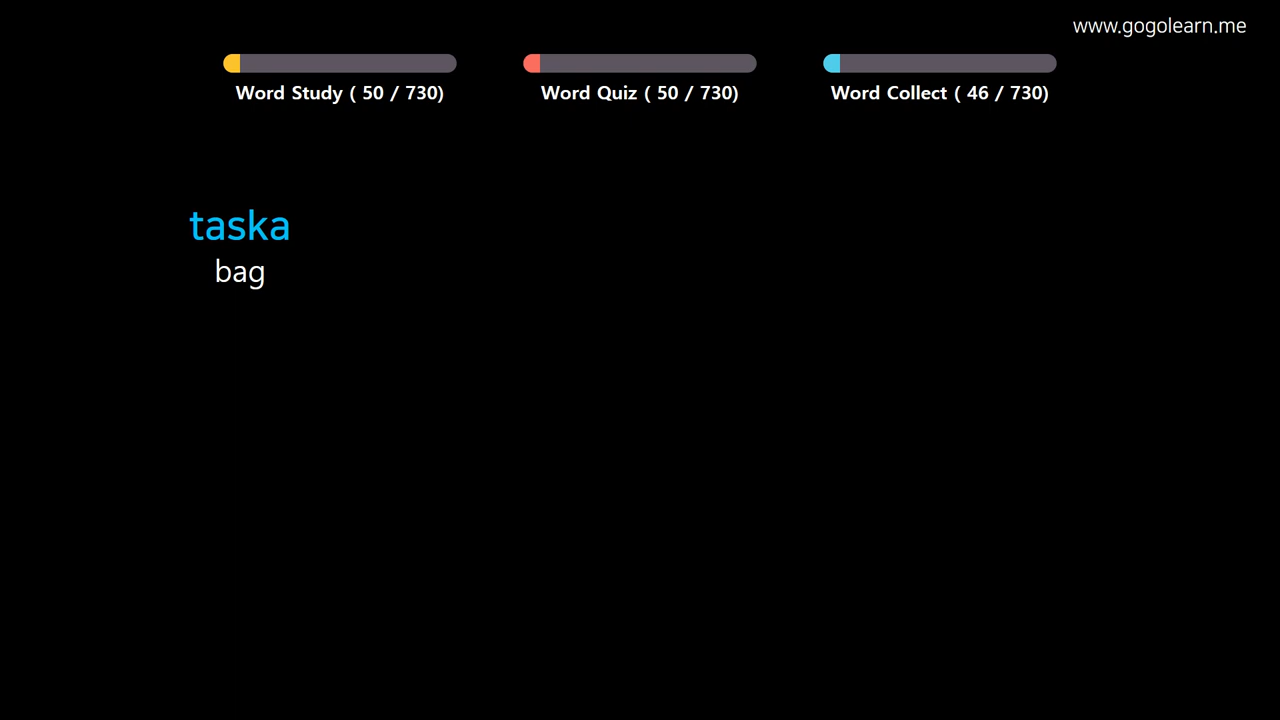 www.gogolearn.me
Word Study ( 50 / 730)
Word Quiz ( 50 / 730)
Word Collect ( 46 / 730)
taska
bag